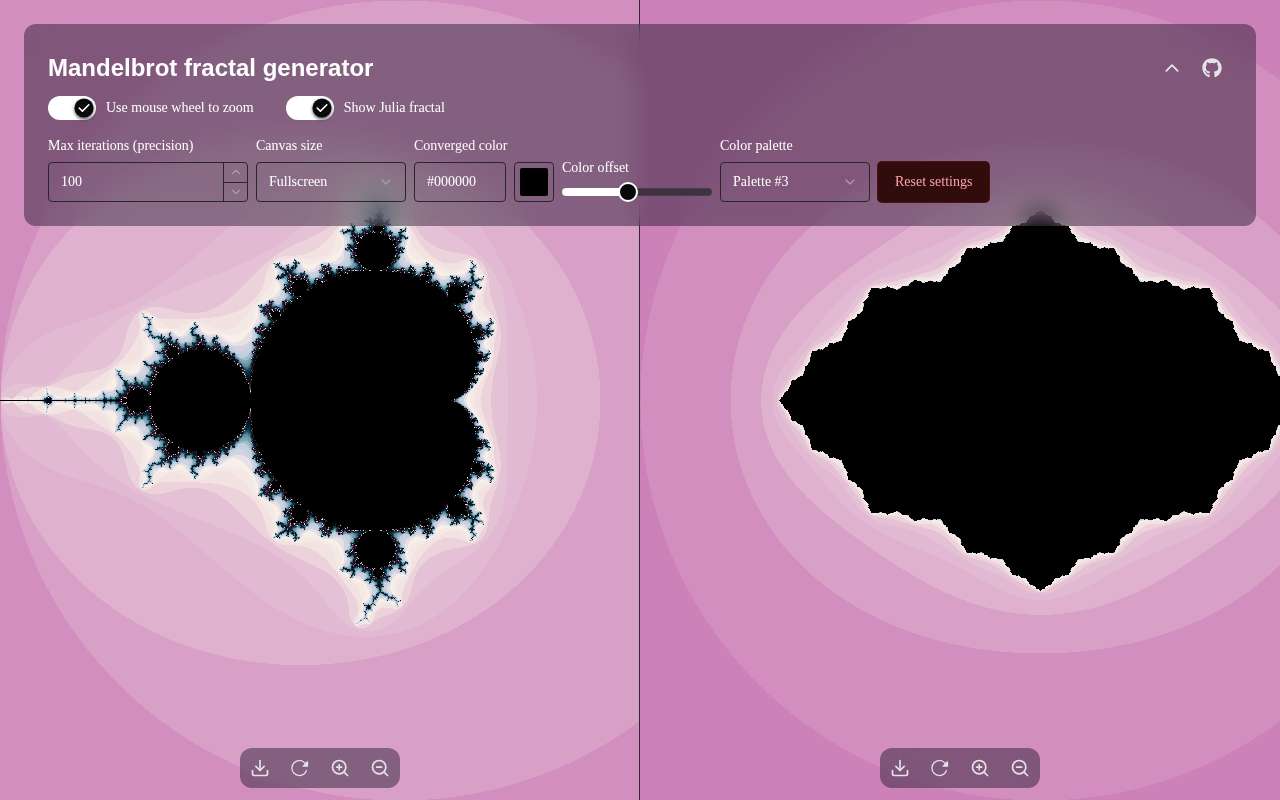 Mandelbrot fractal generator
Use mouse wheel to zoom
Show Julia fractal
Max iterations (precision)
Canvas size
Converged color
Color offset
Color palette
100
Fullscreen
#000000
Palette #3
Reset settings